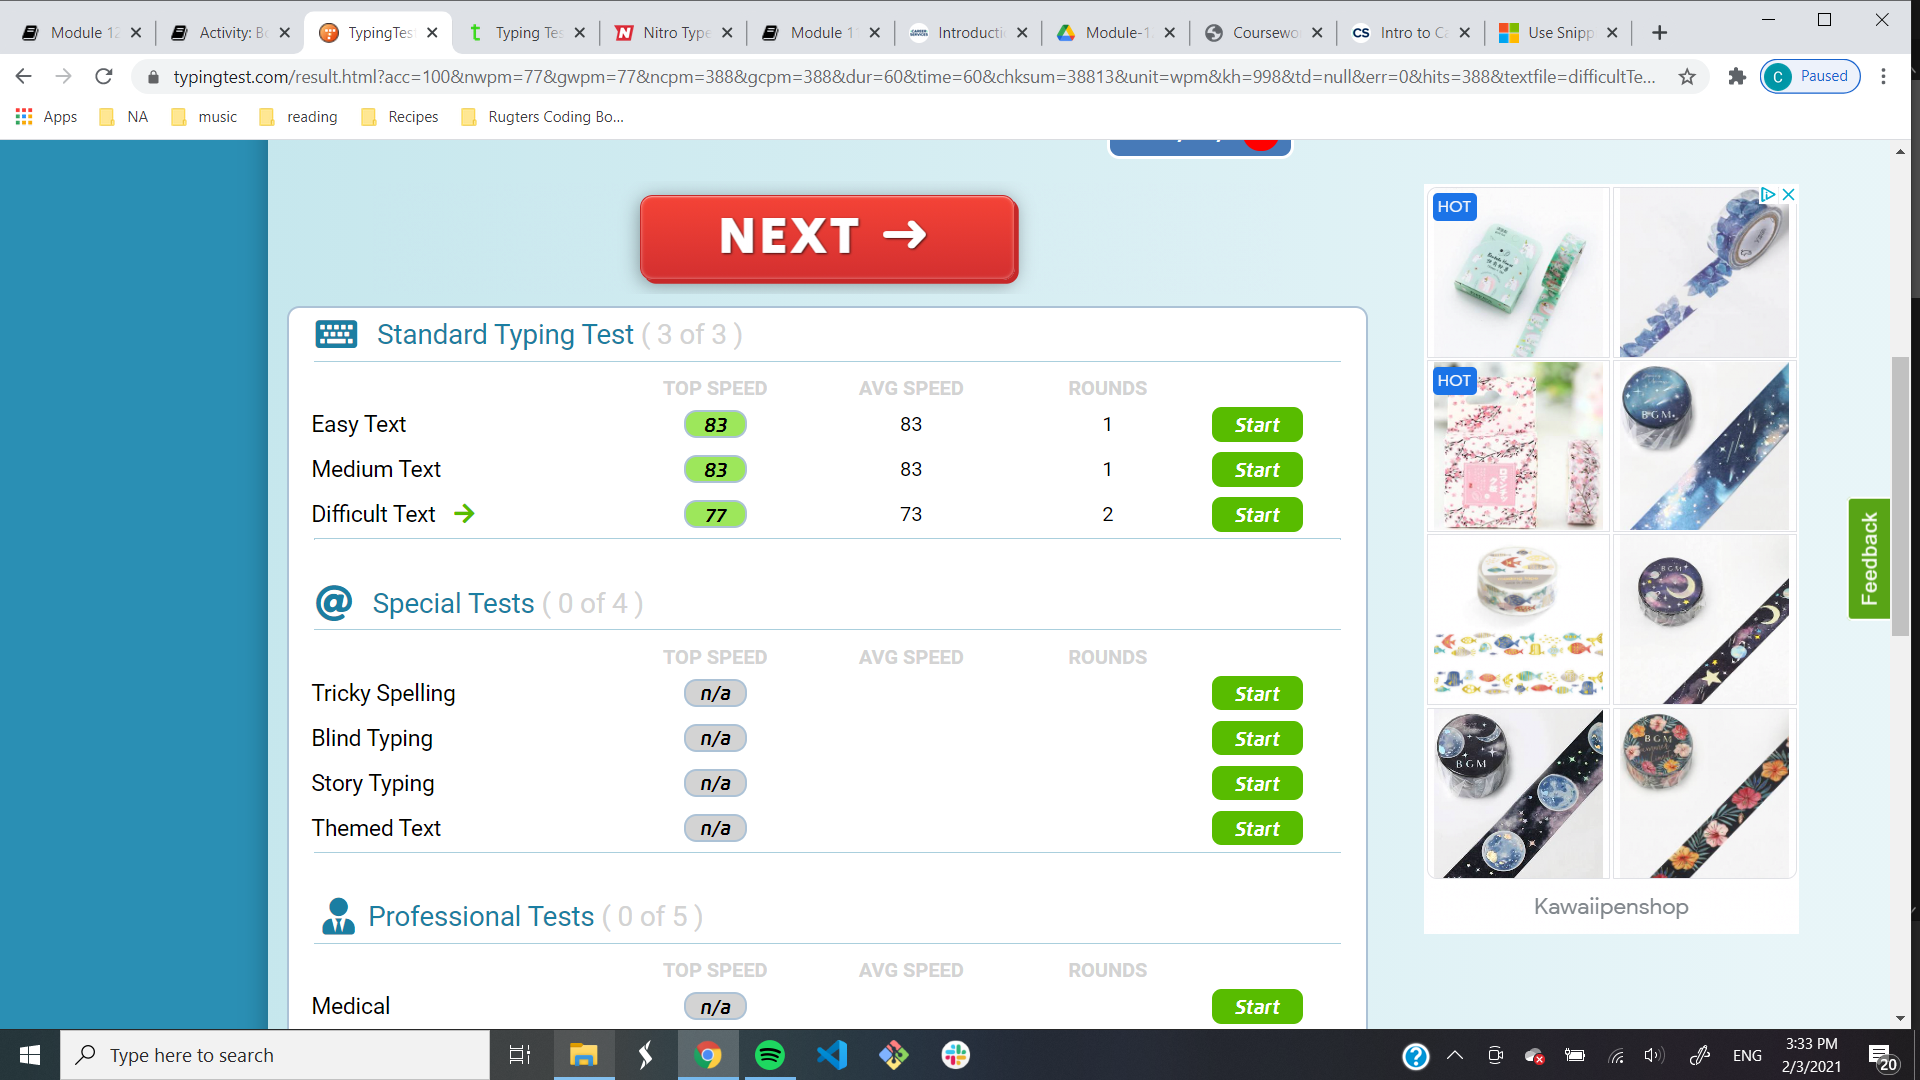 Module 12
Activity: Bo
TypingTes
Typing Tes
Nitro Type
Module 1
Introducti
Module-1
Coursewo
Intro to Ca
Use Snipp
typingtest.com/result.html?acc=100&nwpm=77&gwpm=77&ncpm=388&gcpm=388&dur=60&time=60&chksum=38813&unit=wpm&kh=998&td=null&err=0&hits=388&textfile=difficultTe...
C Paused
Apps NA music reading Recipes Rugters Coding Bo...
NEXT →
Standard Typing Test ( 3 of 3 )
TOP SPEED AVG SPEED ROUNDS
Easy Text 83 83 1 Start
Medium Text 83 83 1 Start
Difficult Text → 77 73 2 Start
Special Tests ( 0 of 4 )
TOP SPEED AVG SPEED ROUNDS
Tricky Spelling n/a Start
Blind Typing n/a Start
Story Typing n/a Start
Themed Text n/a Start
Professional Tests ( 0 of 5 )
TOP SPEED AVG SPEED ROUNDS
Medical n/a Start
HOT
HOT
BGM
BGM
BGM
BGM
Kawaiipenshop
Feedback
Type here to search
ENG
3:33 PM
2/3/2021
20